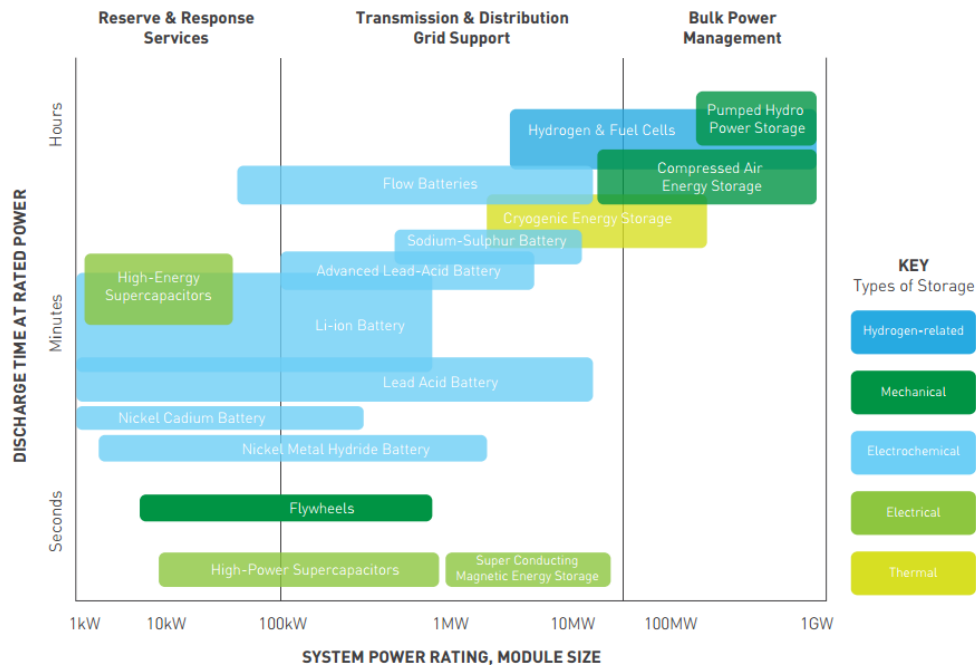 Reserve & Response
Services
Transmission & Distribution
Grid Support
Bulk Power
Management
DISCHARGE TIME AT RATED POWER
Hours
Minutes
Seconds
Pumped Hydro
Power Storage
Hydrogen & Fuel Cells
Compressed Air
Energy Storage
Flow Batteries
Cryogenic Energy Storage
Sodium-Sulphur Battery
Advanced Lead-Acid Battery
High-Energy
Supercapacitors
Li-ion Battery
Lead Acid Battery
Nickel Cadium Battery
Nickel Metal Hydride Battery
Flywheels
High-Power Supercapacitors
Super Conducting
Magnetic Energy Storage
1kW
10kW
100kW
1MW
10MW
100MW
1GW
SYSTEM POWER RATING, MODULE SIZE
KEY
Types of Storage
Hydrogen-related
Mechanical
Electrochemical
Electrical
Thermal